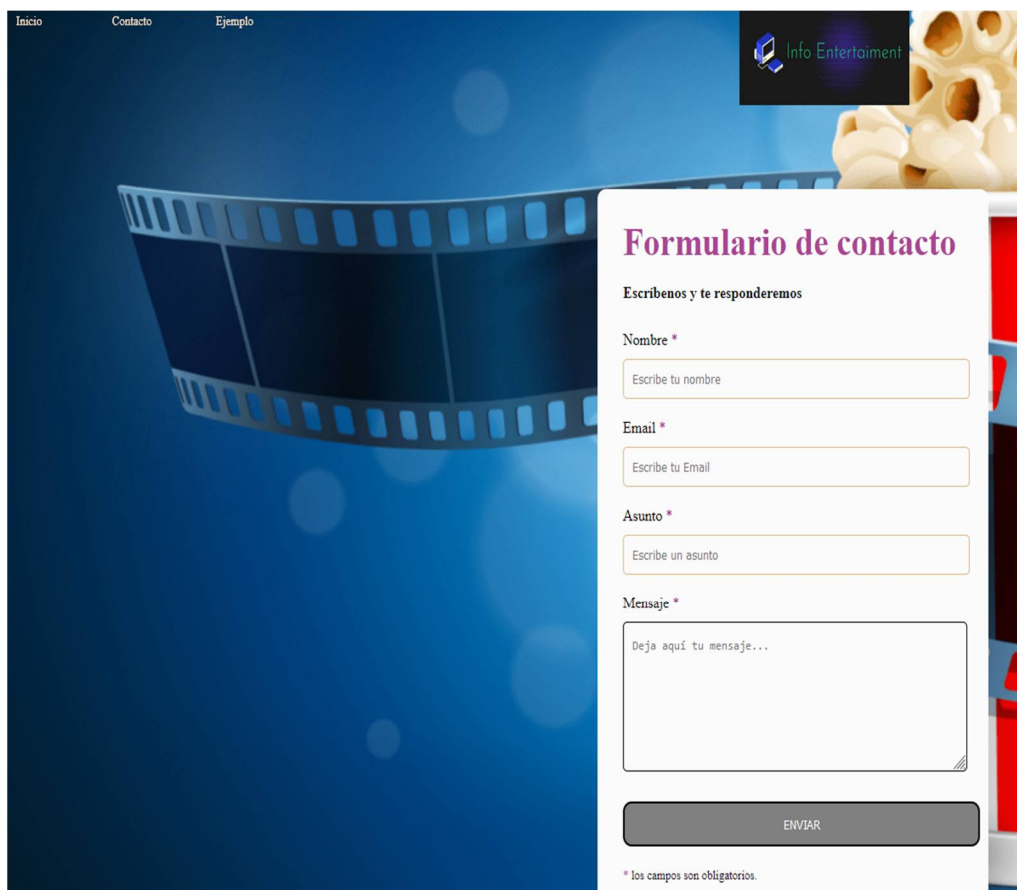 Inicio Contacto Ejemplo
Info Entertaiment
Formulario de contacto
Escríbenos y te responderemos
Nombre *
Escribe tu nombre
Email *
Escribe tu Email
Asunto *
Escribe un asunto
Mensaje *
Deja aquí tu mensaje...
ENVIAR
* los campos son obligatorios.